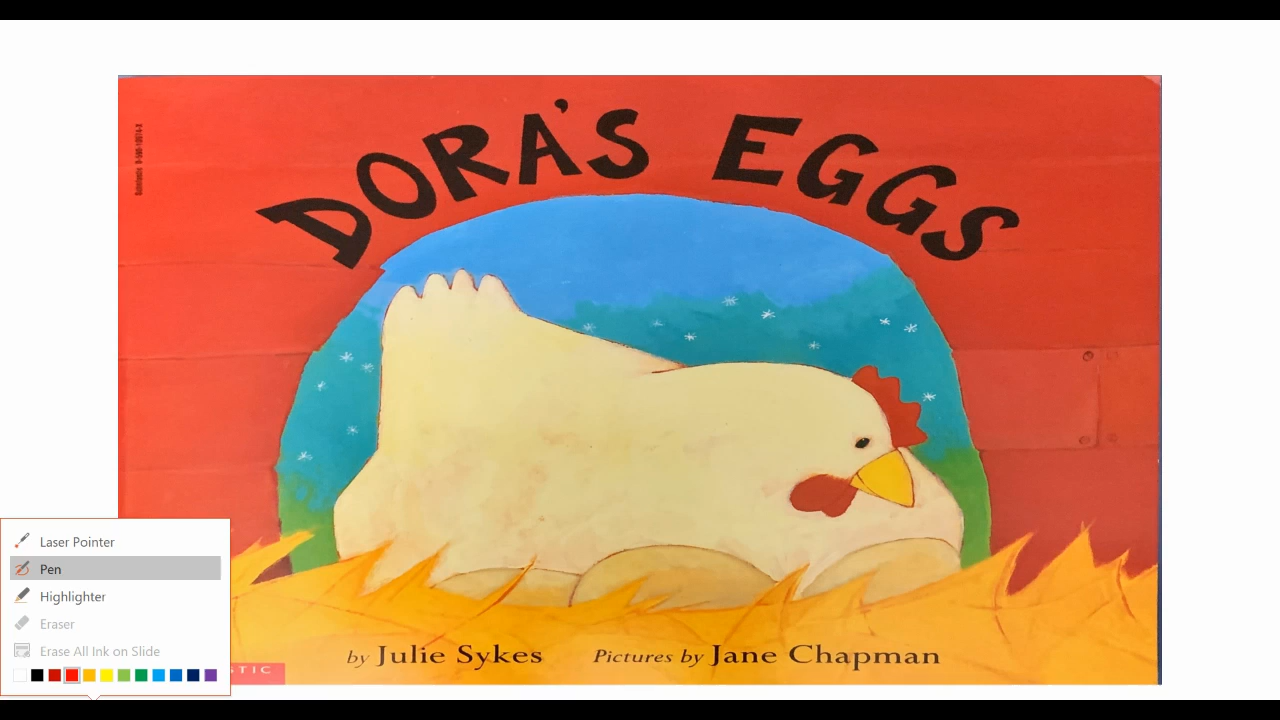 DORA'S EGGS
Laser Pointer
Pen
Highlighter
Eraser
Erase All Ink on Slide
by Julie Sykes Pictures by Jane Chapman